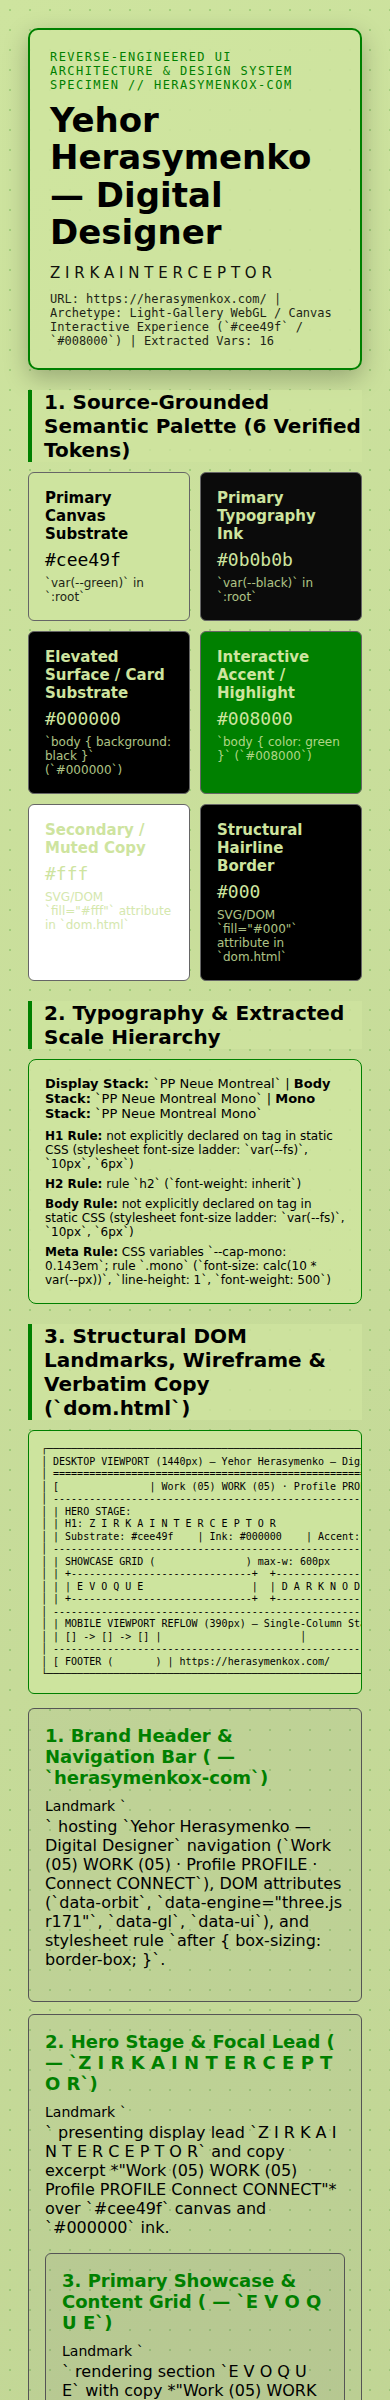 REVERSE-ENGINEERED UI
ARCHITECTURE & DESIGN SYSTEM
SPECIMEN // HERASYMENKOX-COM
Yehor
Herasymenko
— Digital
Designer
Z I R K A I N T E R C E P T O R
URL: https://herasymenkox.com/ |
Archetype: Light-Gallery WebGL / Canvas
Interactive Experience (`#cee49f` /
`#008000`) | Extracted Vars: 16
1. Source-Grounded
Semantic Palette (6 Verified
Tokens)
Primary
Canvas
Substrate
#cee49f
`var(--green)` in
`:root`
Primary
Typography
Ink
#0b0b0b
`var(--black)` in
`:root`
Elevated
Surface / Card
Substrate
#000000
`body { background:
black }`
(`#000000`)
Interactive
Accent /
Highlight
#008000
`body { color: green
}` (`#008000`)
Secondary /
Muted Copy
#fff
SVG/DOM
`fill="#fff"` attribute
in `dom.html`
Structural
Hairline
Border
#000
SVG/DOM
`fill="#000"`
attribute in
`dom.html`
2. Typography & Extracted
Scale Hierarchy
Display Stack: `PP Neue Montreal` | Body
Stack: `PP Neue Montreal Mono` | Mono
Stack: `PP Neue Montreal Mono`
H1 Rule: not explicitly declared on tag in static
CSS (stylesheet font-size ladder: `var(--fs)`,
`10px`, `6px`)
H2 Rule: rule `h2` (`font-weight: inherit`)
Body Rule: not explicitly declared on tag in
static CSS (stylesheet font-size ladder: `var(--fs)`,
`10px`, `6px`)
Meta Rule: CSS variables `--cap-mono:
0.143em`; rule `.mono` (`font-size: calc(10 *
var(--px))`, `line-height: 1`, `font-weight: 500`)
3. Structural DOM
Landmarks, Wireframe &
Verbatim Copy
(`dom.html`)
DESKTOP VIEWPORT (1440px) — Yehor Herasymenko — Dig
====================================================
[ | Work (05) WORK (05) · Profile PRO
----------------------------------------------------
| HERO STAGE:
| H1: Z I R K A I N T E R C E P T O R
| Substrate: #cee49f | Ink: #000000 | Accent:
----------------------------------------------------
| SHOWCASE GRID ( ) max-w: 600px
| +------------------------------+ +--------------
| | E V O Q U E | | D A R K N O D
| +------------------------------+ +--------------
----------------------------------------------------
| MOBILE VIEWPORT REFLOW (390px) — Single-Column St
| [] -> [] -> [] | |
----------------------------------------------------
[ FOOTER ( ) | https://herasymenkox.com/
1. Brand Header &
Navigation Bar ( —
`herasymenkox-com`)
Landmark `
` hosting `Yehor Herasymenko —
Digital Designer` navigation (`Work
(05) WORK (05) · Profile PROFILE ·
Connect CONNECT`), DOM attributes
(`data-orbit`, `data-engine="three.js
r171"`, `data-gl`, `data-ui`), and
stylesheet rule `after { box-sizing:
border-box; }`.
2. Hero Stage & Focal Lead (
— `Z I R K A I N T E R C E P T
O R`)
Landmark `
` presenting display lead `Z I R K A I
N T E R C E P T O R` and copy
excerpt *"Work (05) WORK (05)
Profile PROFILE Connect CONNECT"*
over `#cee49f` canvas and
`#000000` ink.
3. Primary Showcase &
Content Grid ( — `E V O Q
U E`)
Landmark `
` rendering section `E V O Q U
E` with copy *"Work (05) WORK